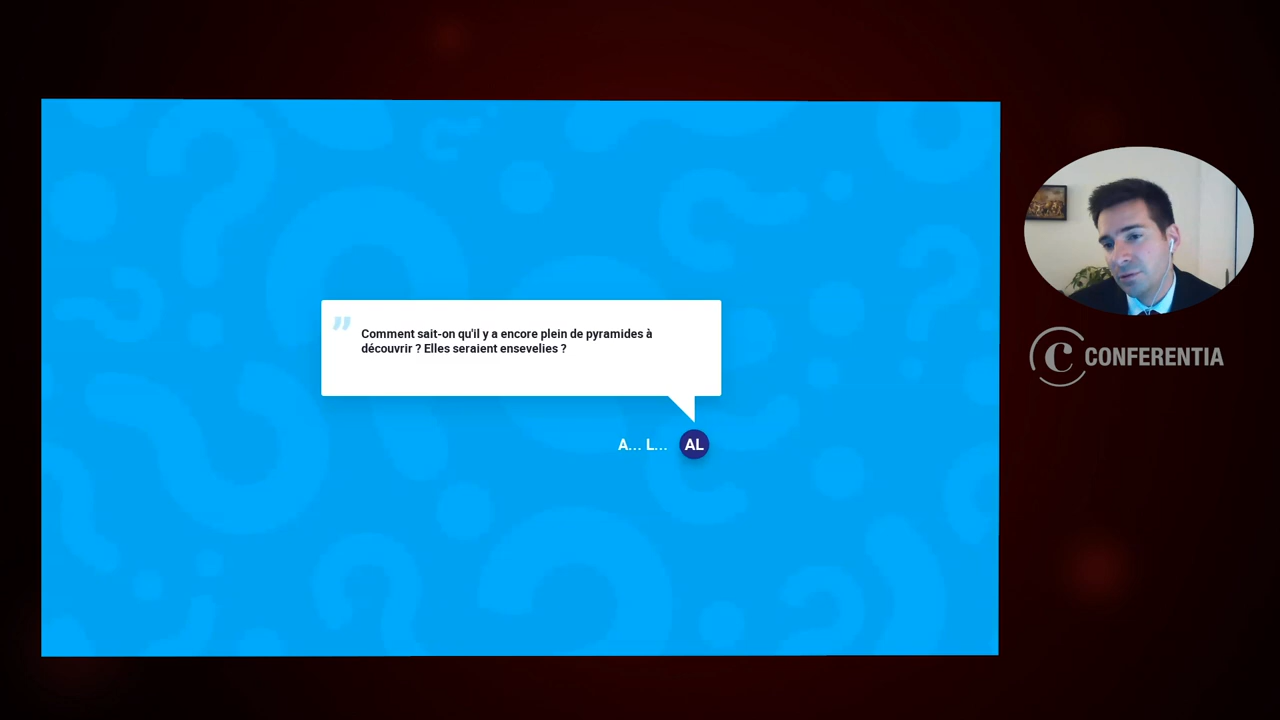 ”
Comment sait-on qu'il y a encore plein de pyramides à
découvrir ? Elles seraient ensevelies ?
A... L... AL
C CONFERENTIA